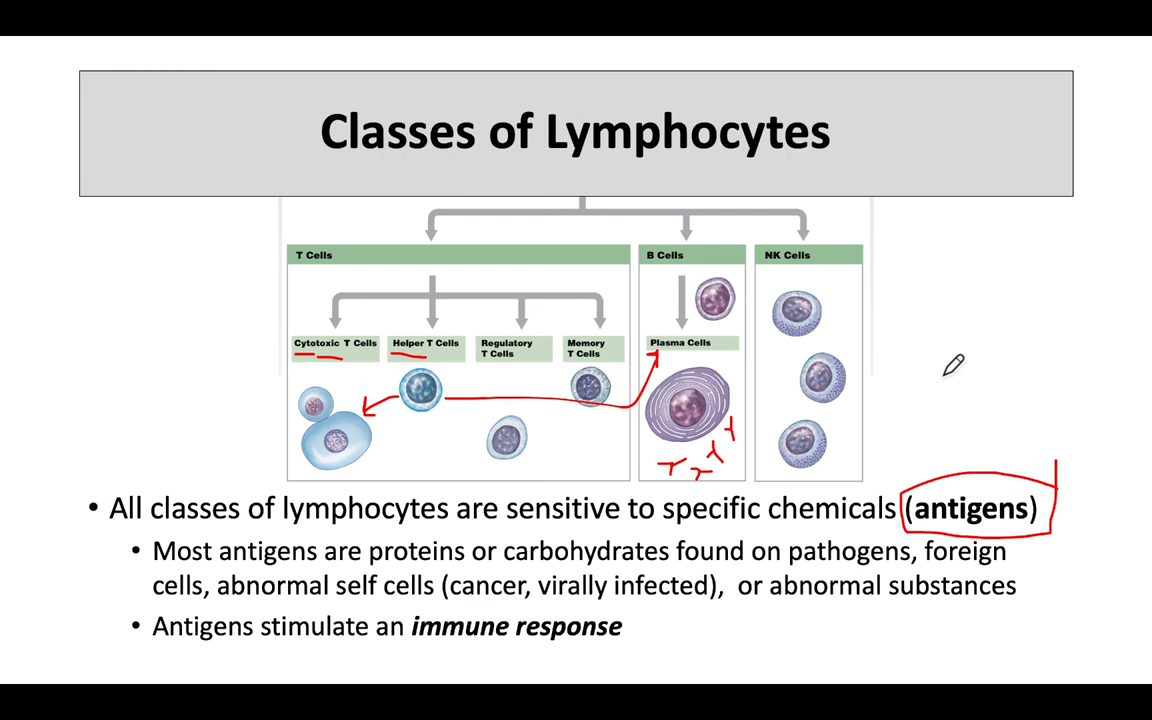 Classes of Lymphocytes
T Cells
B Cells
NK Cells
Cytotoxic T Cells
Helper T Cells
Regulatory
T Cells
Memory
T Cells
Plasma Cells
• All classes of lymphocytes are sensitive to specific chemicals (antigens)
• Most antigens are proteins or carbohydrates found on pathogens, foreign
cells, abnormal self cells (cancer, virally infected), or abnormal substances
• Antigens stimulate an immune response